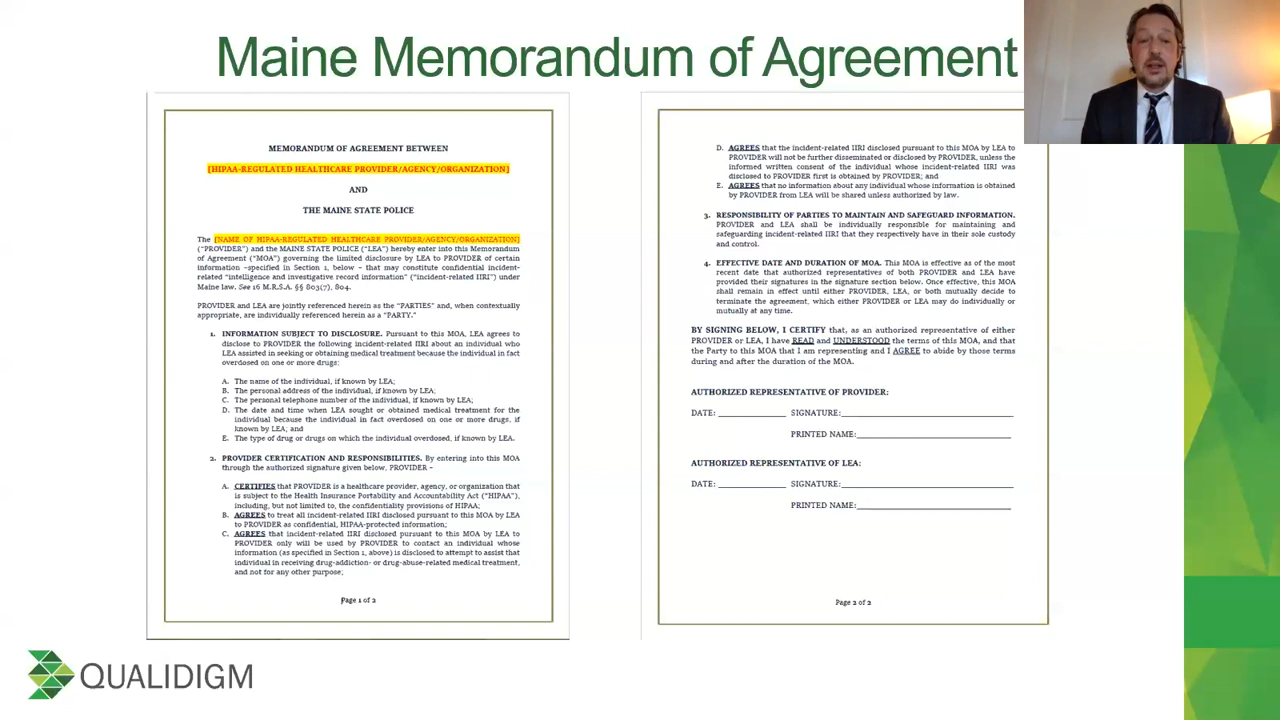 Maine Memorandum of Agreement
MEMORANDUM OF AGREEMENT BETWEEN
[HIPAA-REGULATED HEALTHCARE PROVIDER/AGENCY/ORGANIZATION]
AND
THE MAINE STATE POLICE
The [NAME OF HIPAA-REGULATED HEALTHCARE PROVIDER/AGENCY/ORGANIZATION]
("PROVIDER") and the MAINE STATE POLICE ("LEA") hereby enter into this Memorandum
of Agreement ("MOA") governing the limited disclosure by LEA to PROVIDER of certain
information –specified in Section 1, below – that may constitute confidential incident-
related "intelligence and investigative record information" ("incident-related IIRI") under
Maine law. See 16 M.R.S.A. §§ 803(7), 804.
PROVIDER and LEA are jointly referenced herein as the "PARTIES" and, when contextually
appropriate, are individually referenced herein as a "PARTY."
1. INFORMATION SUBJECT TO DISCLOSURE. Pursuant to this MOA, LEA agrees to
disclose to PROVIDER the following incident-related IIRI about an individual who
LEA assisted in seeking or obtaining medical treatment because the individual in fact
overdosed on one or more drugs:
A. The name of the individual, if known by LEA;
B. The personal address of the individual, if known by LEA;
C. The personal telephone number of the individual, if known by LEA;
D. The date and time when LEA sought or obtained medical treatment for the
individual because the individual in fact overdosed on one or more drugs, if
known by LEA; and
E. The type of drug or drugs on which the individual overdosed, if known by LEA.
2. PROVIDER CERTIFICATION AND RESPONSIBILITIES. By entering into this MOA
through the authorized signature given below, PROVIDER –
A. CERTIFIES that PROVIDER is a healthcare provider, agency, or organization that
is subject to the Health Insurance Portability and Accountability Act ("HIPAA"),
including, but not limited to, the confidentiality provisions of HIPAA;
B. AGREES to treat all incident-related IIRI disclosed pursuant to this MOA by LEA
to PROVIDER as confidential, HIPAA-protected information;
C. AGREES that incident-related IIRI disclosed pursuant to this MOA by LEA to
PROVIDER only will be used by PROVIDER to contact an individual whose
information (as specified in Section 1, above) is disclosed to attempt to assist that
individual in receiving drug-addiction- or drug-abuse-related medical treatment,
and not for any other purpose;
Page 1 of 2
D. AGREES that the incident-related IIRI disclosed pursuant to this MOA by LEA to
PROVIDER will not be further disseminated or disclosed by PROVIDER, unless the
informed written consent of the individual whose incident-related IIRI was
disclosed to PROVIDER first is obtained by PROVIDER; and
E. AGREES that no information about any individual whose information is obtained
by PROVIDER from LEA will be shared unless authorized by law.
3. RESPONSIBILITY OF PARTIES TO MAINTAIN AND SAFEGUARD INFORMATION.
PROVIDER and LEA shall be individually responsible for maintaining and
safeguarding incident-related IIRI that they respectively have in their sole custody
and control.
4. EFFECTIVE DATE AND DURATION OF MOA. This MOA is effective as of the most
recent date that authorized representatives of both PROVIDER and LEA have
provided their signatures in the signature section below. Once effective, this MOA
shall remain in effect until either PROVIDER, LEA, or both mutually decide to
terminate the agreement, which either PROVIDER or LEA may do individually or
mutually at any time.
BY SIGNING BELOW, I CERTIFY that, as an authorized representative of either
PROVIDER or LEA, I have READ and UNDERSTOOD the terms of this MOA, and that
the Party to this MOA that I am representing and I AGREE to abide by those terms
during and after the duration of the MOA.
AUTHORIZED REPRESENTATIVE OF PROVIDER:
DATE: ______________ SIGNATURE:____________________________________
PRINTED NAME:________________________________
AUTHORIZED REPRESENTATIVE OF LEA:
DATE: ______________ SIGNATURE:____________________________________
PRINTED NAME:________________________________
Page 2 of 2
QUALIDIGM